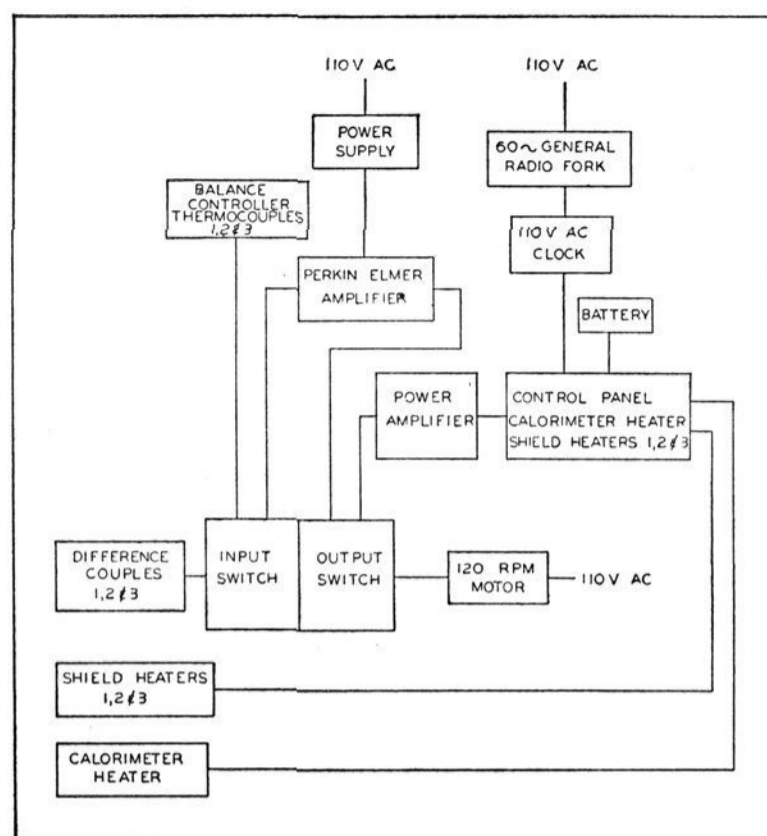 110V AC
110V AC
POWER
SUPPLY
60~ GENERAL
RADIO FORK
BALANCE
CONTROLLER
THERMOCOUPLES
1,2 & 3
110V AC
CLOCK
PERKIN ELMER
AMPLIFIER
BATTERY
POWER
AMPLIFIER
CONTROL PANEL
CALORIMETER HEATER
SHIELD HEATERS 1,2 & 3
DIFFERENCE
COUPLES
1,2 & 3
INPUT
SWITCH
OUTPUT
SWITCH
120 RPM
MOTOR
110V AC
SHIELD HEATERS
1,2 & 3
CALORIMETER
HEATER